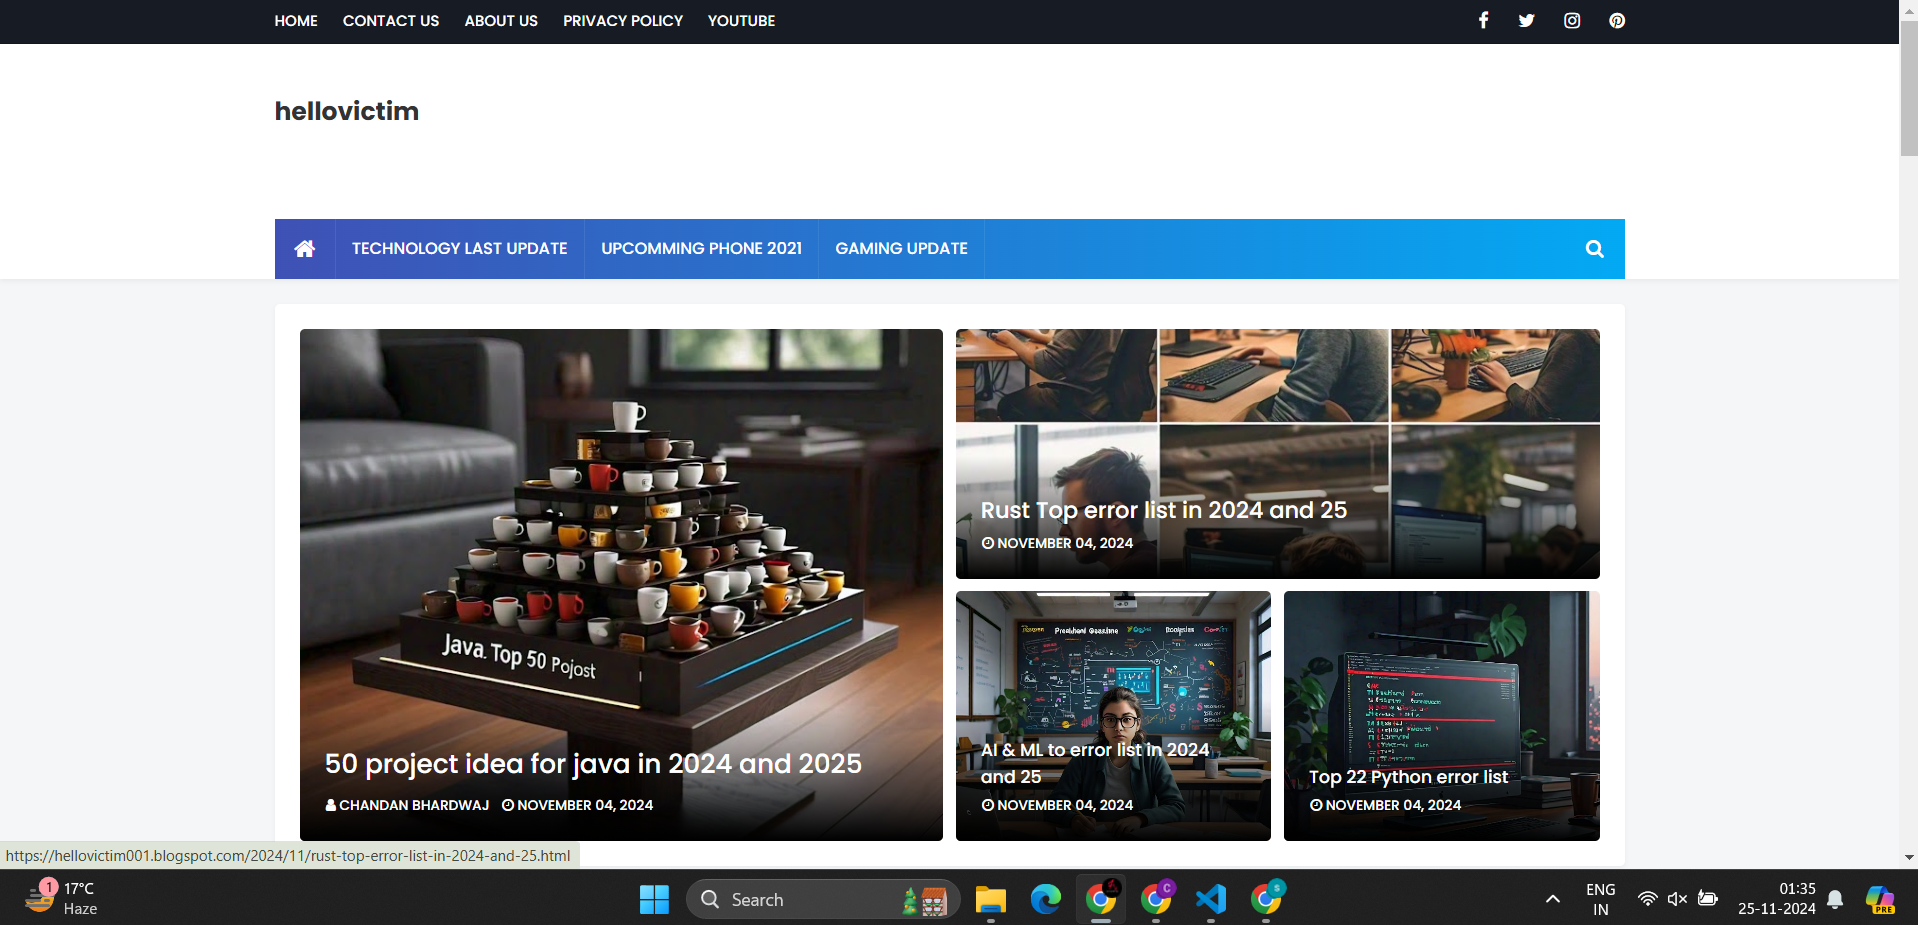 HOME CONTACT US ABOUT US PRIVACY POLICY YOUTUBE
hellovictim
TECHNOLOGY LAST UPDATE UPCOMMING PHONE 2021 GAMING UPDATE
Java. Top 50 Pojost
50 project idea for java in 2024 and 2025
CHANDAN BHARDWAJ NOVEMBER 04, 2024
Rust Top error list in 2024 and 25
NOVEMBER 04, 2024
AI & ML to error list in 2024
and 25
NOVEMBER 04, 2024
Top 22 Python error list
NOVEMBER 04, 2024
https://hellovictim001.blogspot.com/2024/11/rust-top-error-list-in-2024-and-25.html
1
17°C
Haze
Search
C
S
ENG
IN
01:35
25-11-2024
PRE